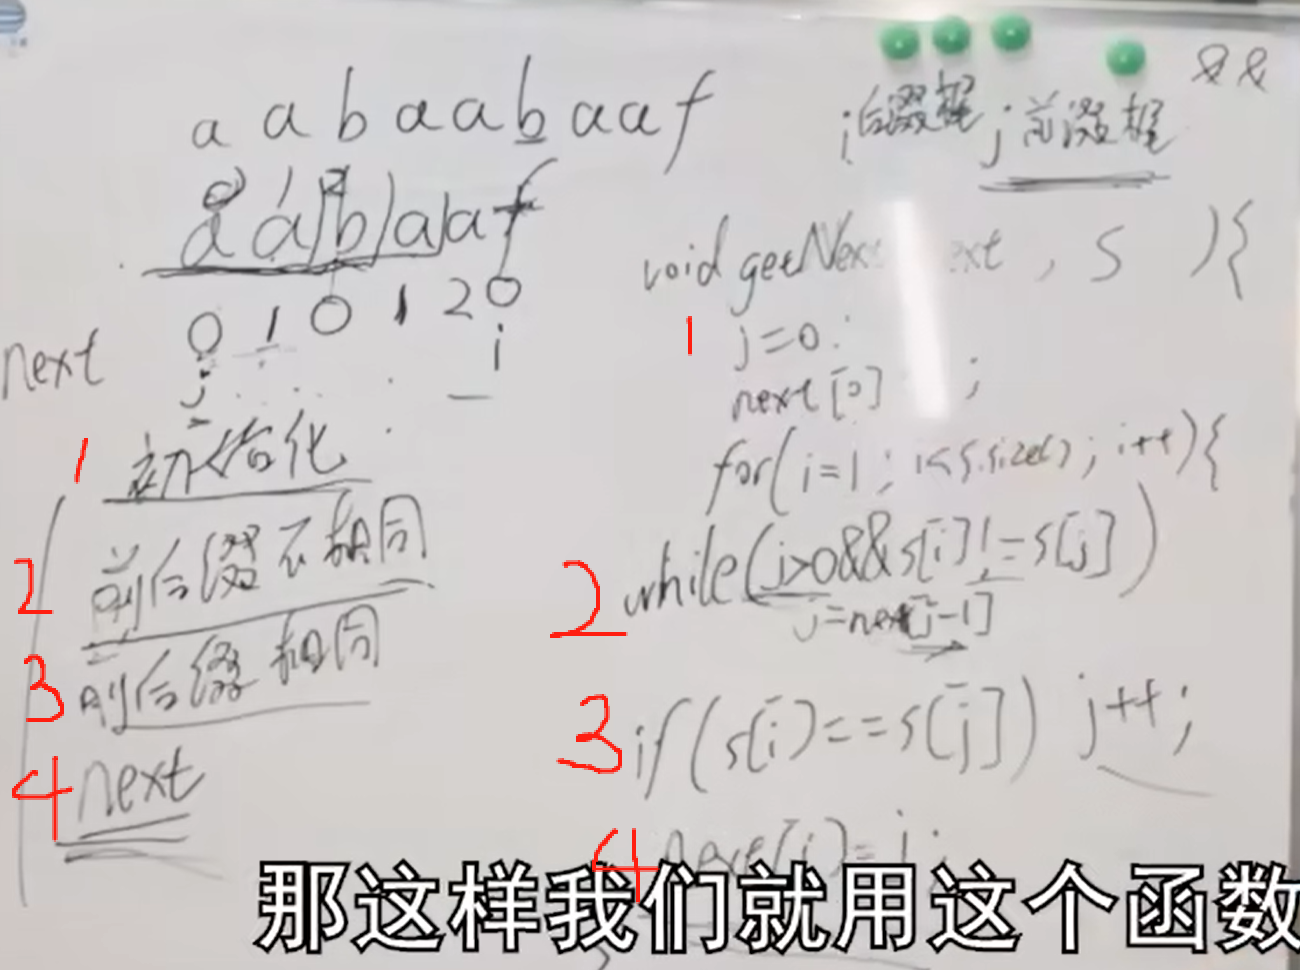 a a b a a b a a f
&&
i后缀尾 j前缀尾
a a b a a f
void getNext ext , s ){
0 1 0 1 2 0
next
j
i
1 j=0;
next[0] ;
1 初始化
for(i=1; i<s.size(); i++){
2 前后缀不相同
2 while(j>0&&s[i]!=s[j])
j=next[j-1]
3 前后缀相同
3 if(s[i]==s[j]) j++;
4 next
4 next[i]=j;
那这样我们就用这个函数